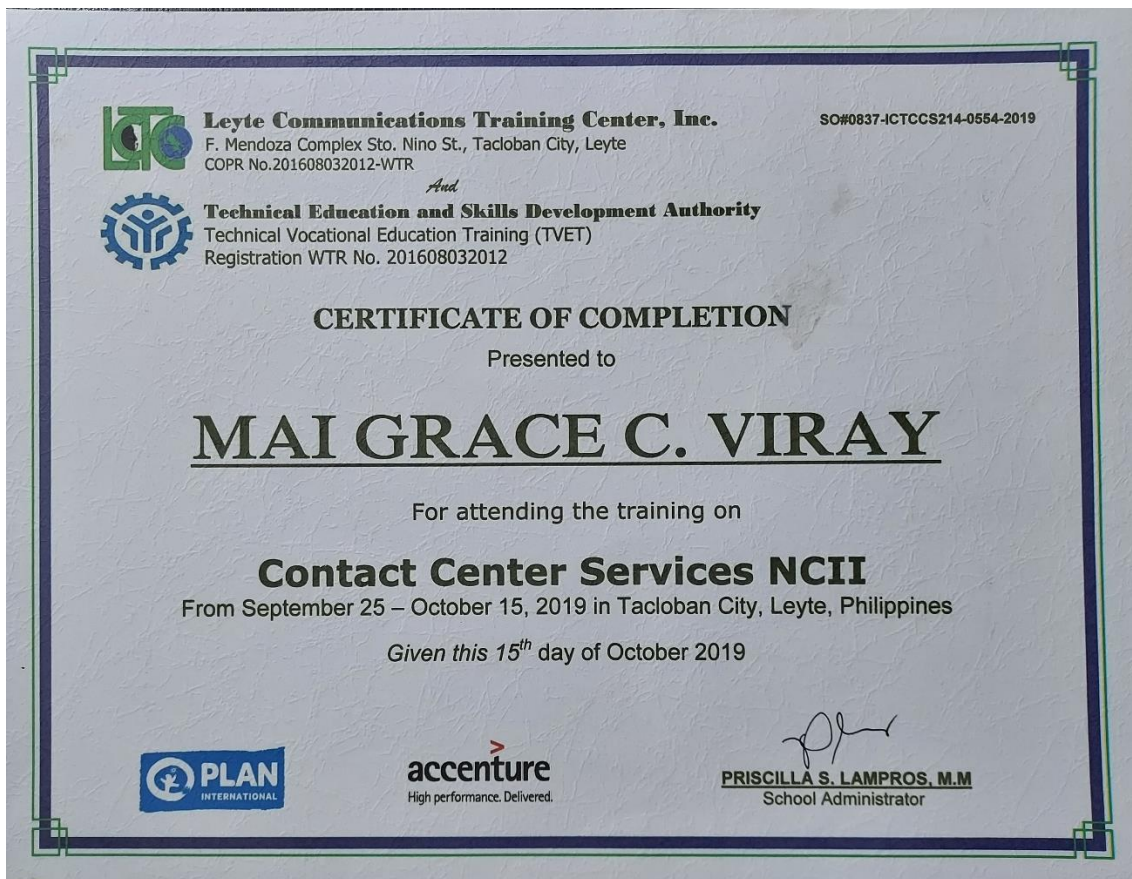 LCTC
Leyte Communications Training Center, Inc.
SO#0837-ICTCCS214-0554-2019
F. Mendoza Complex Sto. Nino St., Tacloban City, Leyte
COPR No.201608032012-WTR
And
Technical Education and Skills Development Authority
Technical Vocational Education Training (TVET)
Registration WTR No. 201608032012
CERTIFICATE OF COMPLETION
Presented to
MAI GRACE C. VIRAY
For attending the training on
Contact Center Services NCII
From September 25 – October 15, 2019 in Tacloban City, Leyte, Philippines
Given this 15th day of October 2019
PLAN
INTERNATIONAL
accenture
High performance. Delivered.
PRISCILLA S. LAMPROS, M.M
School Administrator